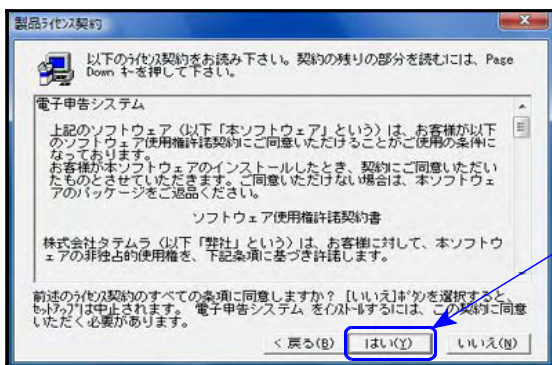 製品ﾗｲｾﾝｽ契約
以下のﾗｲｾﾝｽ契約をお読み下さい。契約の残りの部分を読むには、Page
Down ｷｰを押して下さい。
電子申告システム
上記のソフトウェア（以下「本ソフトウェア」という）は、お客様が以下
のソフトウェア使用権許諾契約にご同意いただけることがご使用の条件に
なっております。
お客様が本ソフトウェアのインストールしたとき、契約にご同意いただい
たものとさせていただきます。ご同意いただけない場合は、本ソフトウェ
アのパッケージをご返品ください。
ソフトウェア使用権許諾契約書
株式会社タテムラ（以下「弊社」という）は、お客様に対して、本ソフトウ
ェアの非独占的使用権を、下記条項に基づき許諾します。
前述のﾗｲｾﾝｽ契約のすべての条項に同意しますか？［いいえ］ﾎﾞﾀﾝを選択すると、
ｾｯﾄｱｯﾌﾟは中止されます。 電子申告システム をｲﾝｽﾄｰﾙするには、この契約に同意
いただく必要があります。
< 戻る(B) はい(Y) いいえ(N)